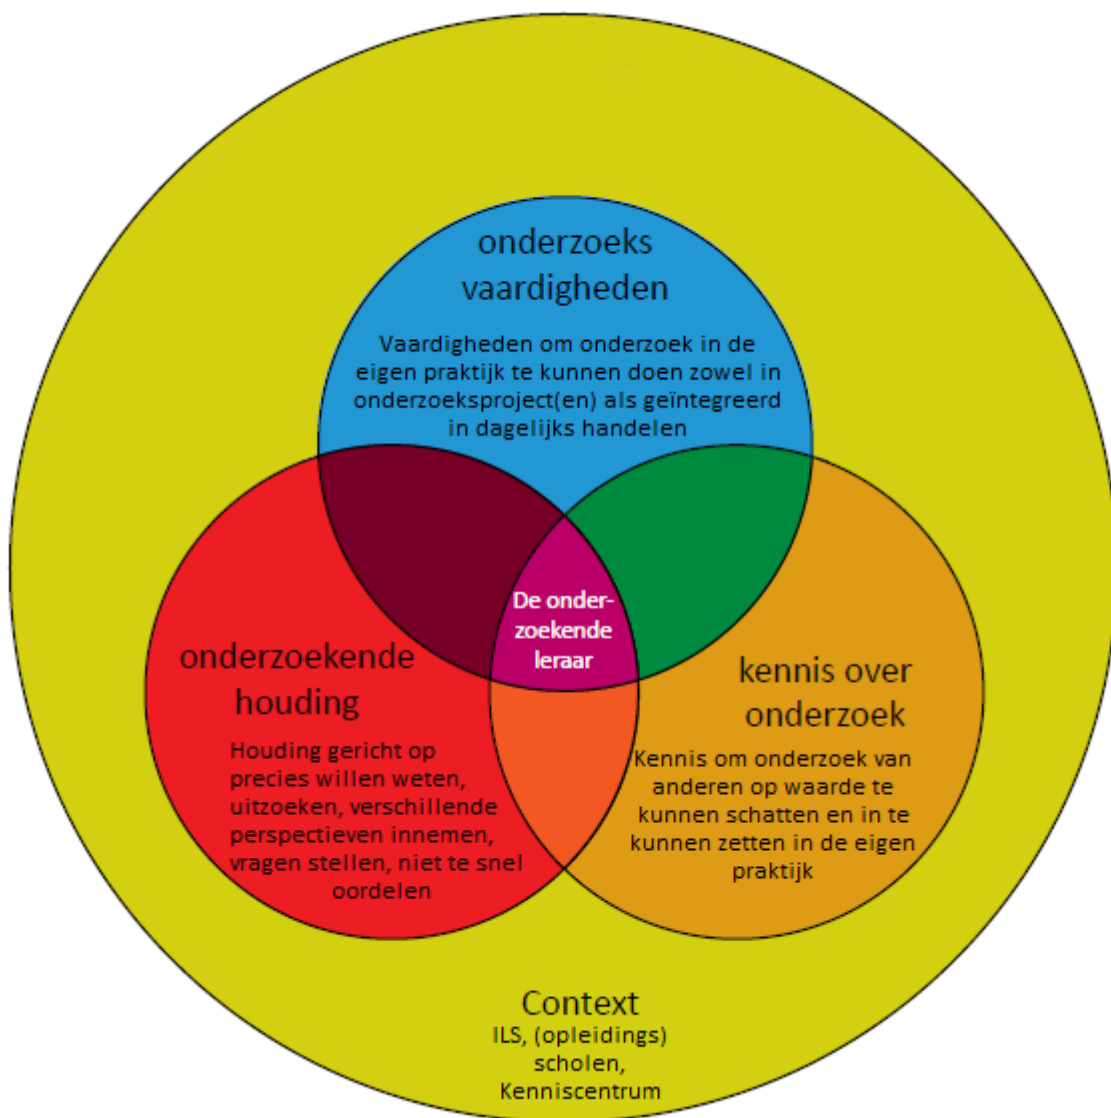 onderzoeks
vaardigheden
Vaardigheden om onderzoek in de
eigen praktijk te kunnen doen zowel in
onderzoeksproject(en) als geïntegreerd
in dagelijks handelen
De onder-
zoekende
leraar
onderzoekende
houding
Houding gericht op
precies willen weten,
uitzoeken, verschillende
perspectieven innemen,
vragen stellen, niet te snel
oordelen
kennis over
onderzoek
Kennis om onderzoek van
anderen op waarde te
kunnen schatten en in te
kunnen zetten in de eigen
praktijk
Context
ILS, (opleidings)
scholen,
Kenniscentrum